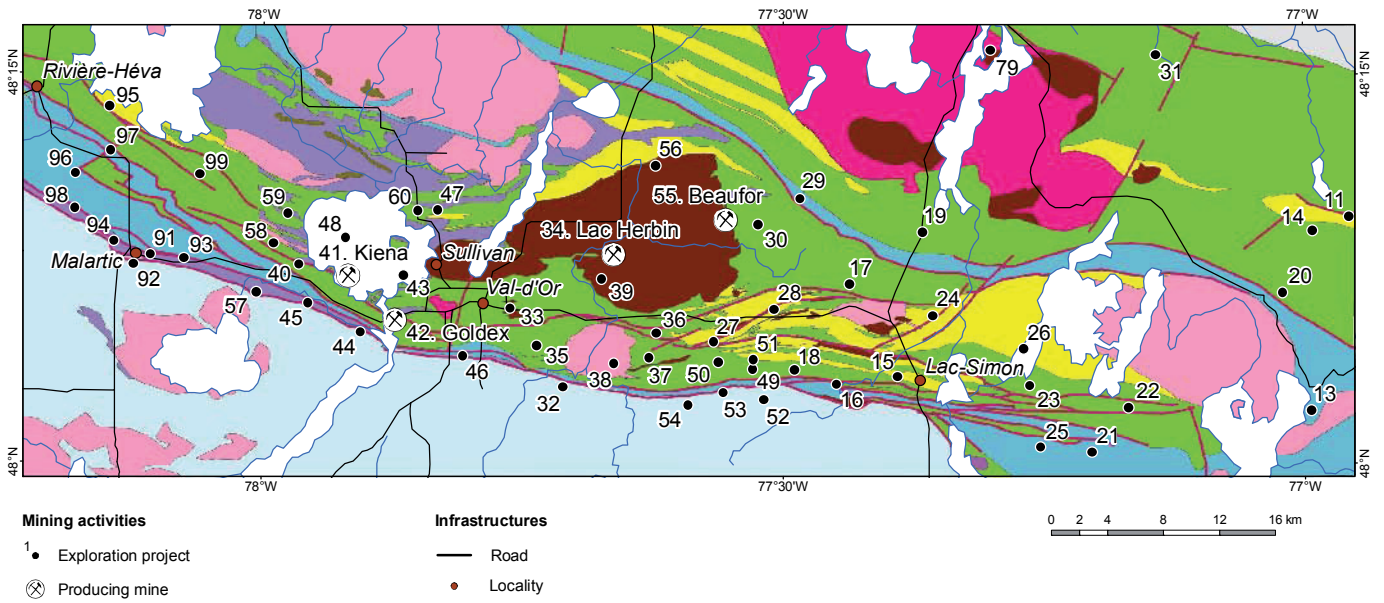 78°W
77°30'W
77°W
48°15'N
48°15'N
Rivière-Héva
79
31
95
97
56
96
99
55. Beaufor
29
98
59
60
47
11
48
34. Lac Herbin
30
19
14
94
58
41. Kiena
Sullivan
91
93
Malartic
92
40
43
39
17
20
Val-d'Or
28
24
57
45
33
42. Goldex
36
27
26
44
35
51
18
15
Lac-Simon
46
38
37
50
49
16
23
22
13
32
54
53
52
25
21
48°N
48°N
78°W
77°30'W
77°W
Mining activities
1 Exploration project
Producing mine
Infrastructures
Road
Locality
0 2 4 8 12 16 km